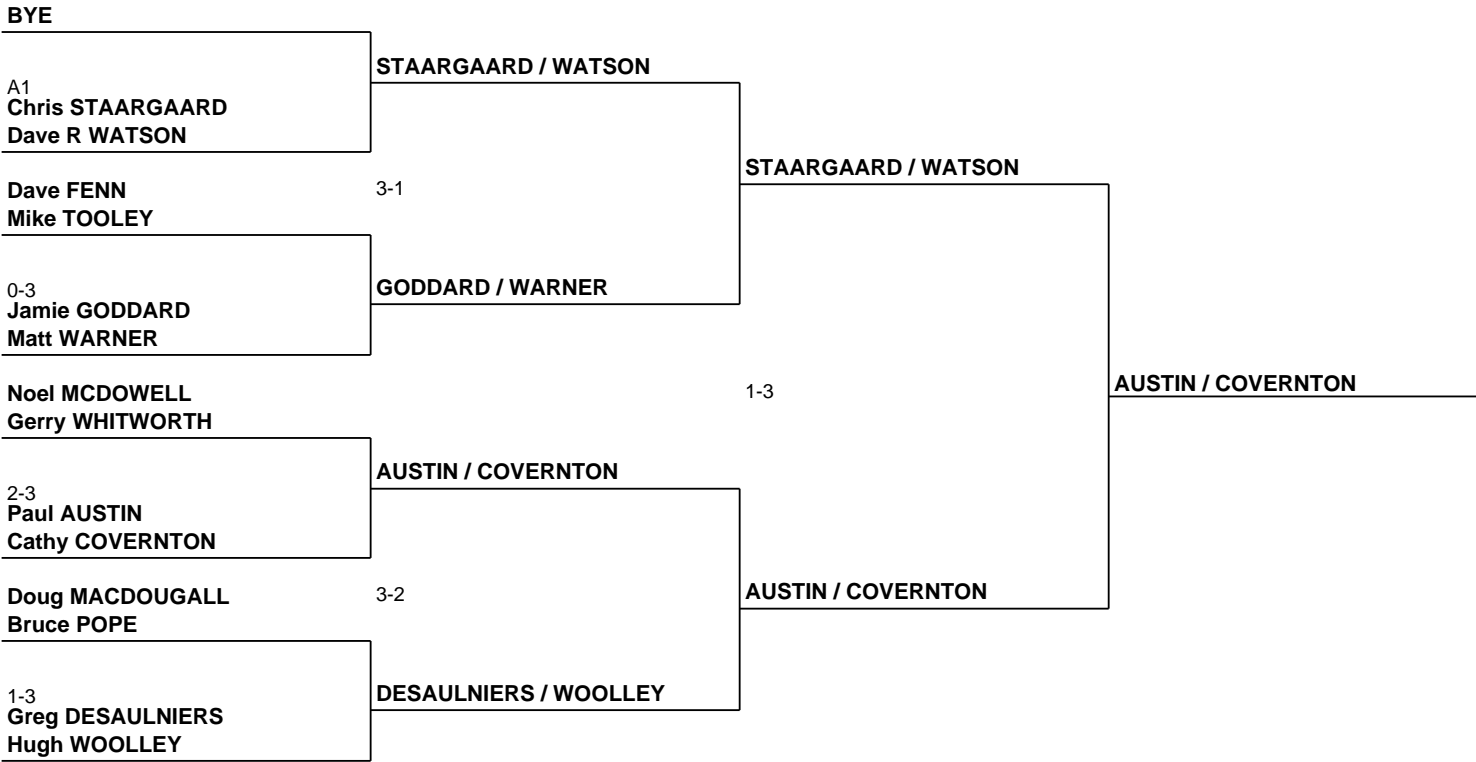 BYE
STAARGAARD / WATSON
A1
Chris STAARGAARD
Dave R WATSON
STAARGAARD / WATSON
Dave FENN
3-1
Mike TOOLEY
GODDARD / WARNER
0-3
Jamie GODDARD
Matt WARNER
AUSTIN / COVERNTON
Noel MCDOWELL
1-3
Gerry WHITWORTH
AUSTIN / COVERNTON
2-3
Paul AUSTIN
Cathy COVERNTON
Doug MACDOUGALL
3-2
AUSTIN / COVERNTON
Bruce POPE
DESAULNIERS / WOOLLEY
1-3
Greg DESAULNIERS
Hugh WOOLLEY